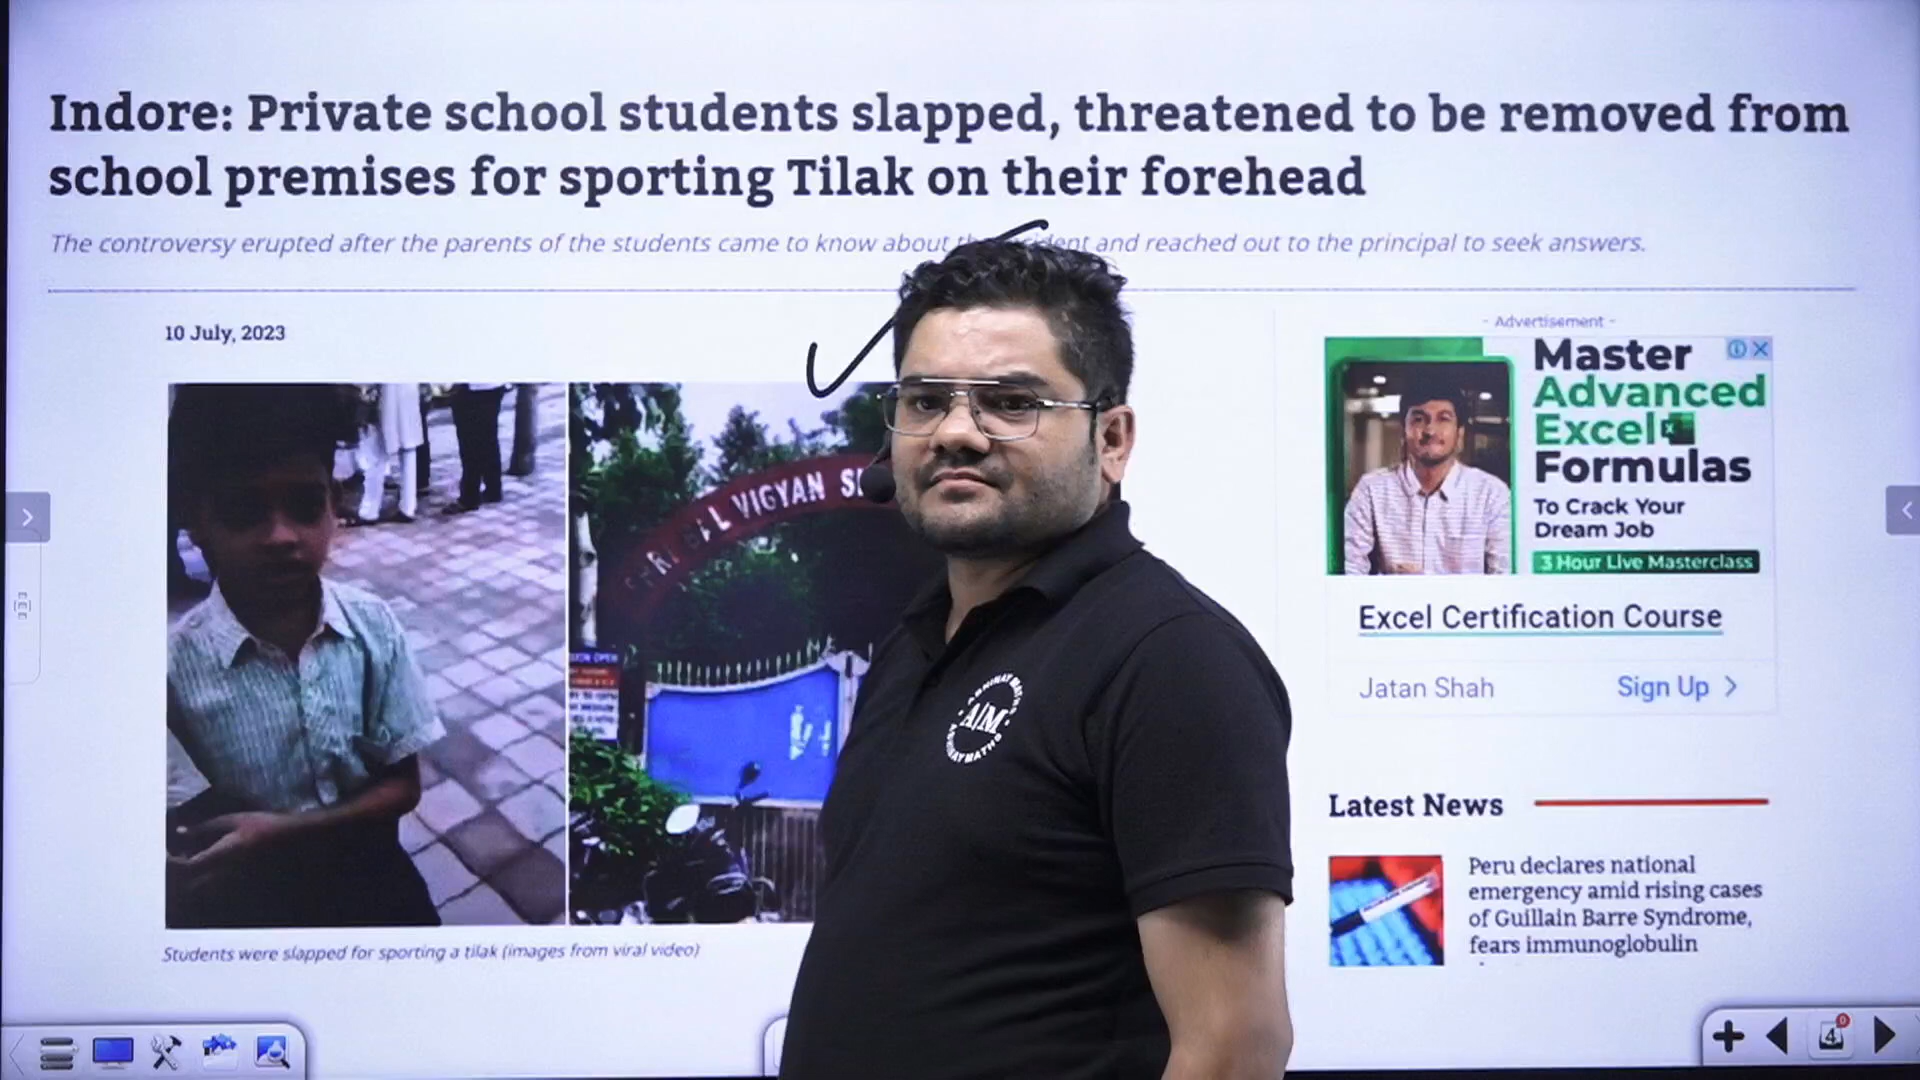 Indore: Private school students slapped, threatened to be removed from
school premises for sporting Tilak on their forehead
The controversy erupted after the parents of the students came to know about and reached out to the principal to seek answers.
10 July, 2023
VIGYAN
Students were slapped for sporting a tilak (images from viral video)
A/M
- Advertisement -
Master
Advanced
Excel
Formulas
To Crack Your
Dream Job
3 Hour Live Masterclass
Excel Certification Course
Jatan Shah
Sign Up
Latest News
Peru declares national
emergency amid rising cases
of Guillain Barre Syndrome,
fears immunoglobulin
4
0